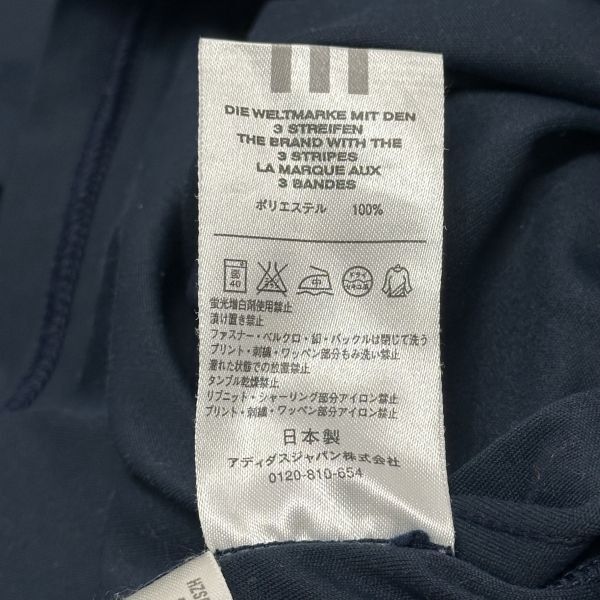 DIE WELTMARKE MIT DEN
3 STREIFEN
THE BRAND WITH THE
3 STRIPES
LA MARQUE AUX
3 BANDES
ポリエステル 100%
40 中 ドライ
蛍光増白剤使用禁止
漬け置き禁止
ファスナー・ベルクロ・釦・バックルは閉じて洗う
プリント・刺繍・ワッペン部分もみ洗い禁止
濡れた状態での放置禁止
タンブル乾燥禁止
リブニット・シャーリング部分アイロン禁止
プリント・刺繍・ワッペン部分アイロン禁止
日本製
アディダスジャパン株式会社
0120-810-654